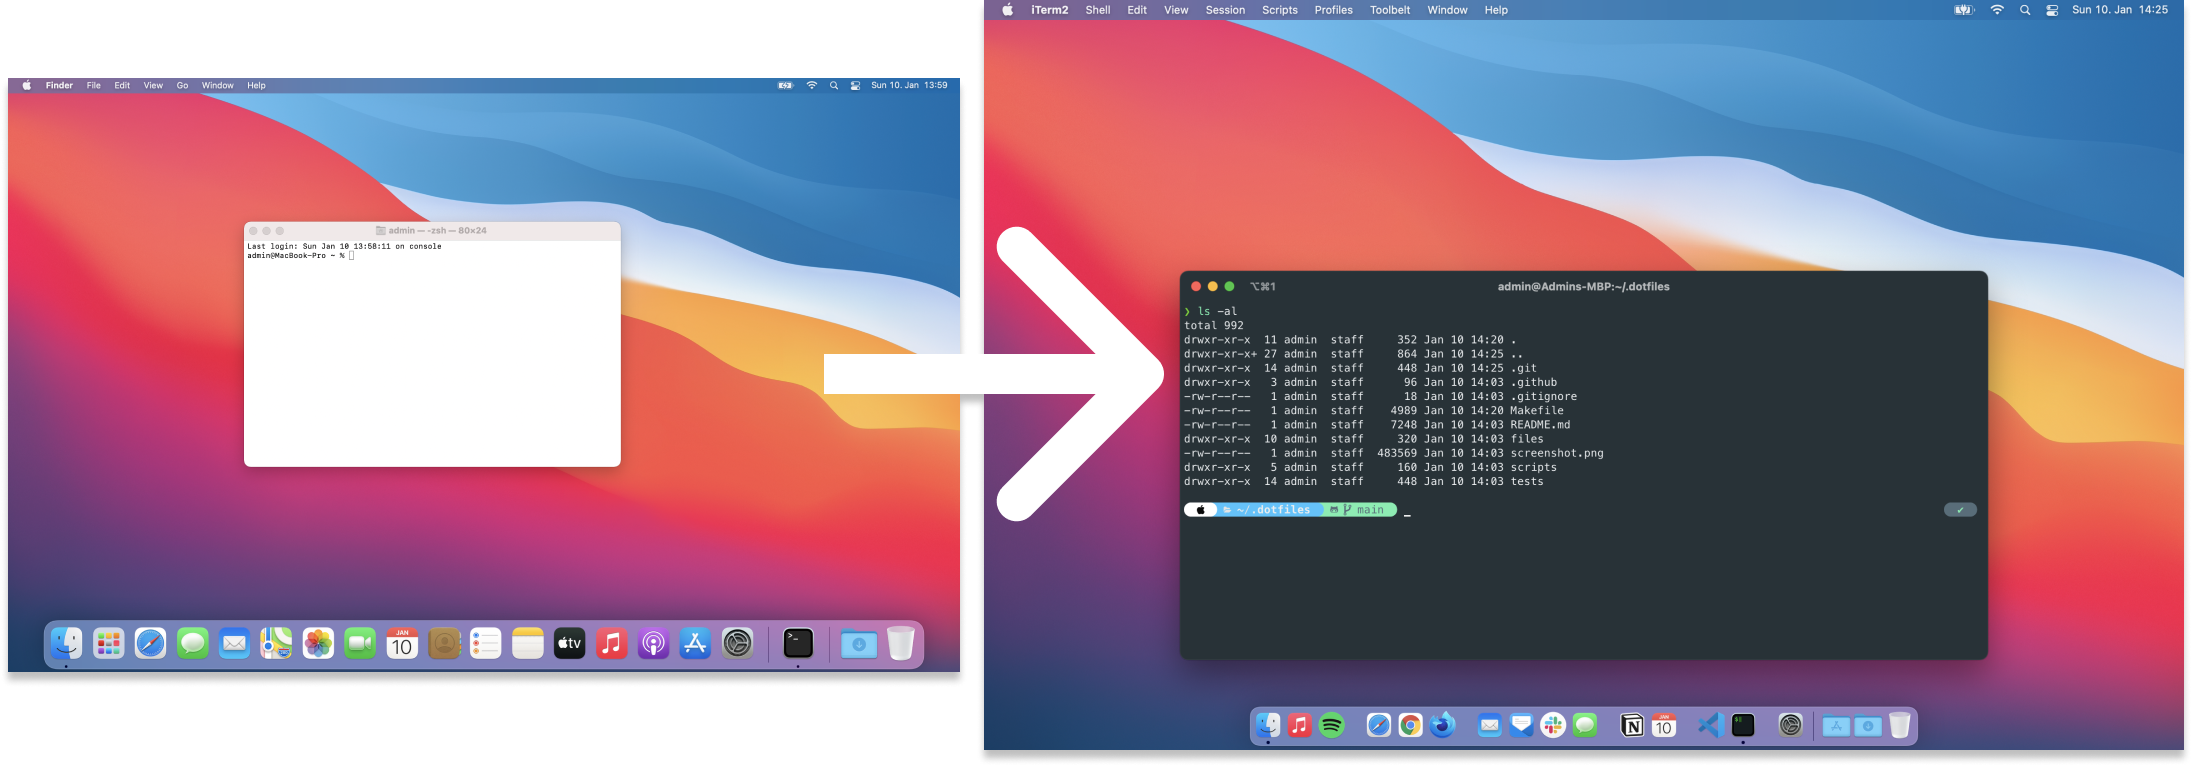 Finder File Edit View Go Window Help Sun 10. Jan 13:59
admin — -zsh — 80×24
Last login: Sun Jan 10 13:58:11 on console
admin@MacBook-Pro ~ %
JAN
10
tv
>_
iTerm2 Shell Edit View Session Scripts Profiles Toolbelt Window Help Sun 10. Jan 14:25
⌥⌘1 admin@Admins-MBP:~/.dotfiles
❯ ls -al
total 992
drwxr-xr-x 11 admin staff 352 Jan 10 14:20 .
drwxr-xr-x+ 27 admin staff 864 Jan 10 14:25 ..
drwxr-xr-x 14 admin staff 448 Jan 10 14:25 .git
drwxr-xr-x 3 admin staff 96 Jan 10 14:03 .github
-rw-r--r-- 1 admin staff 18 Jan 10 14:03 .gitignore
-rw-r--r-- 1 admin staff 4989 Jan 10 14:20 Makefile
-rw-r--r-- 1 admin staff 7248 Jan 10 14:03 README.md
drwxr-xr-x 10 admin staff 320 Jan 10 14:03 files
-rw-r--r-- 1 admin staff 483569 Jan 10 14:03 screenshot.png
drwxr-xr-x 5 admin staff 160 Jan 10 14:03 scripts
drwxr-xr-x 14 admin staff 448 Jan 10 14:03 tests
~/.dotfiles main _ ✔
N
JAN
10